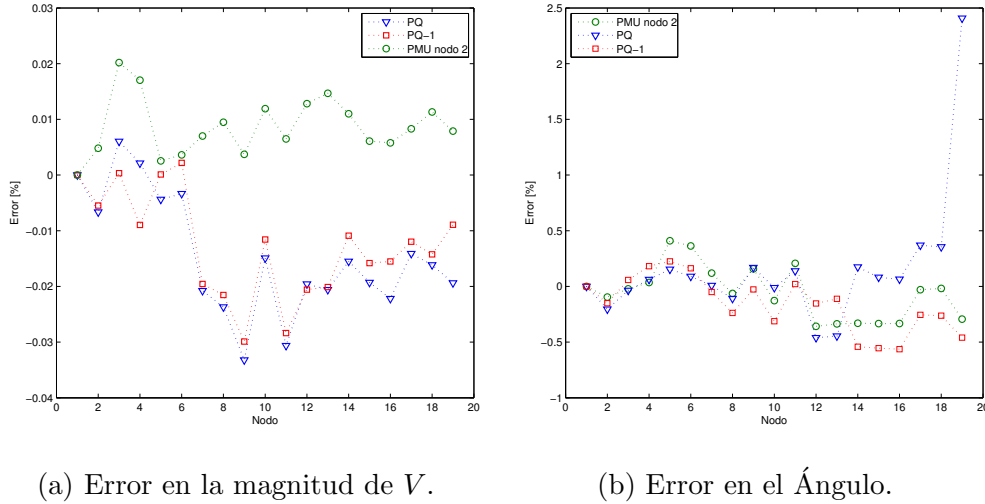 0.03
0.02
0.01
0
−0.01
−0.02
−0.03
−0.04
Error [%]
0 2 4 6 8 10 12 14 16 18 20
Nodo
PQ
PQ−1
PMU nodo 2
(a) Error en la magnitud de V.
2.5
2
1.5
1
0.5
0
−0.5
−1
Error [%]
0 2 4 6 8 10 12 14 16 18 20
Nodo
PMU nodo 2
PQ
PQ−1
(b) Error en el Ángulo.